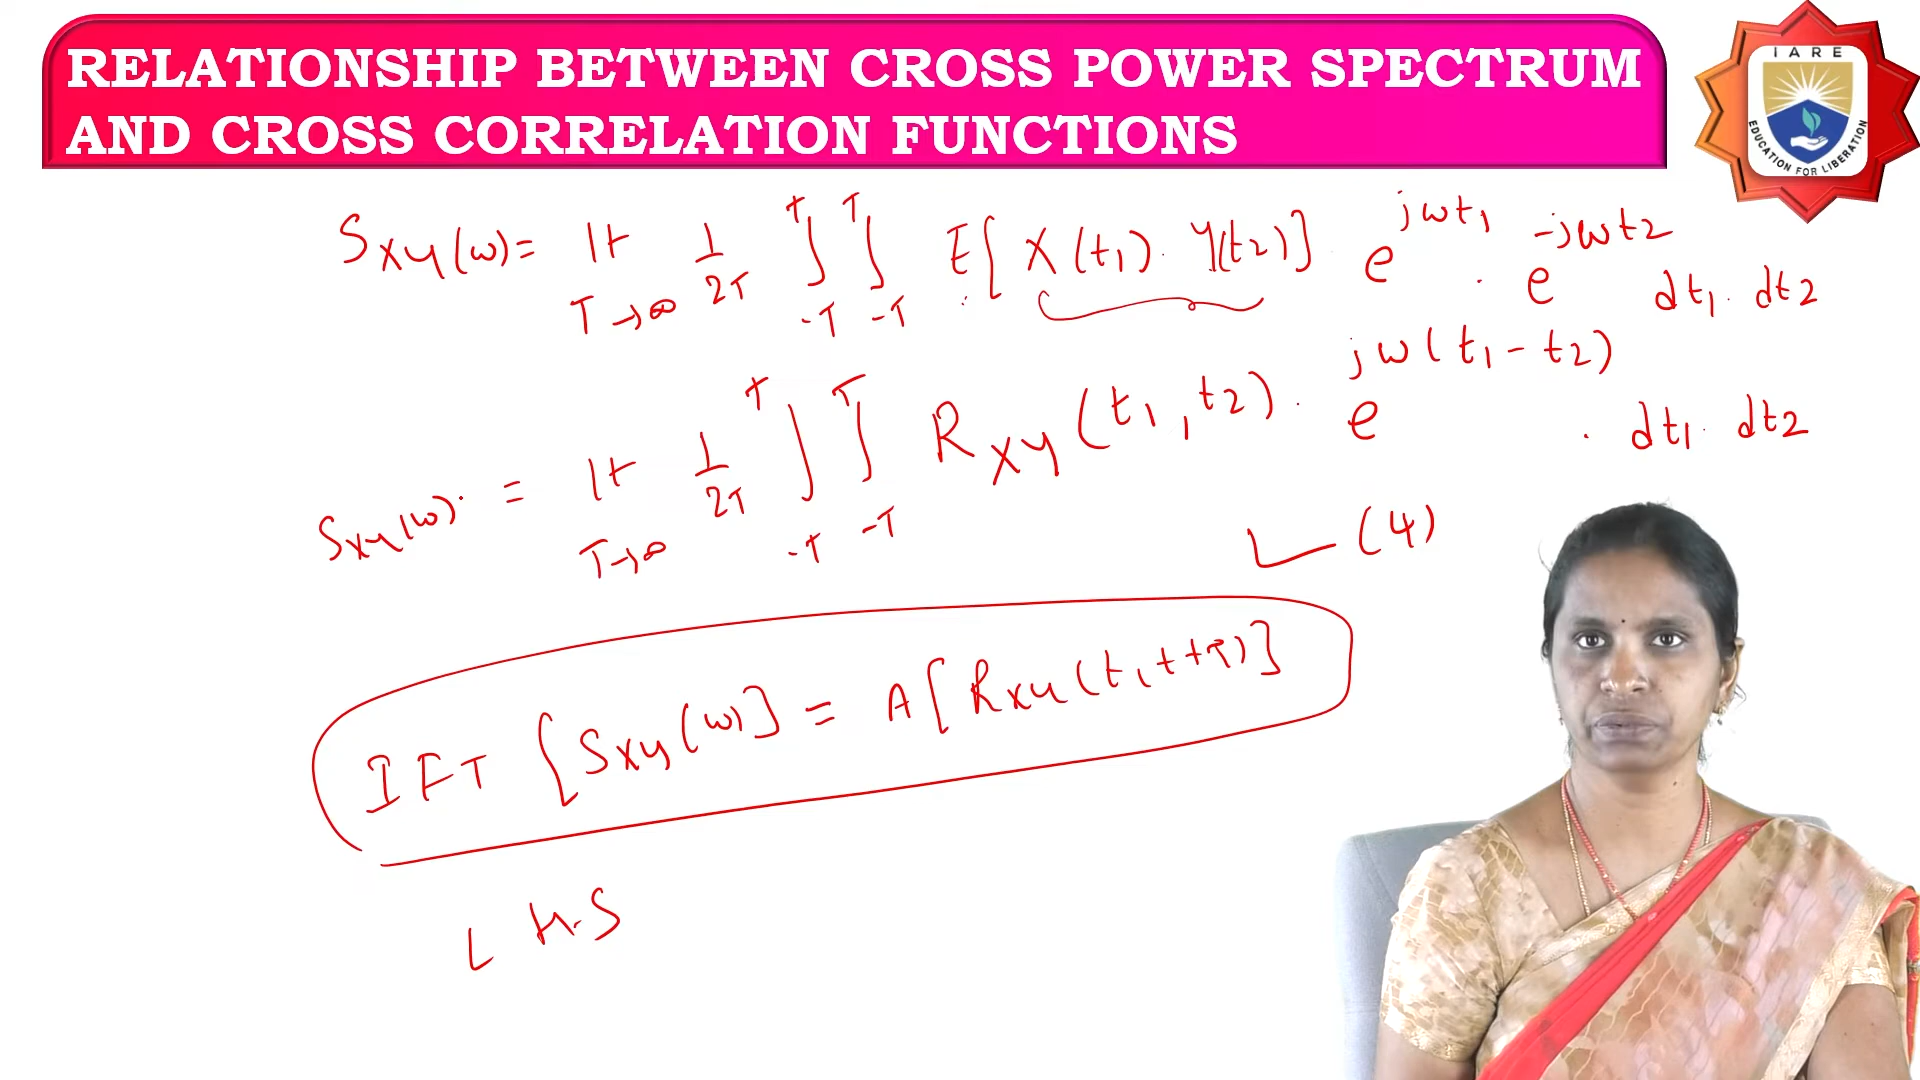 RELATIONSHIP BETWEEN CROSS POWER SPECTRUM
AND CROSS CORRELATION FUNCTIONS
IARE
EDUCATION FOR LIBERATION
Sxy(ω) = lt T→∞ 1/2T ∫-T^T ∫-T^T E[X(t1). Y(t2)] . e^jωt1 . e^-jωt2 dt1. dt2
Sxy(ω). = lt T→∞ 1/2T ∫-T^T ∫-T^T Rxy(t1,t2). e^jω(t1-t2) . dt1. dt2
(4)
IFT [Sxy(ω)] = A[Rxy(t,t+τ)]
L H.S